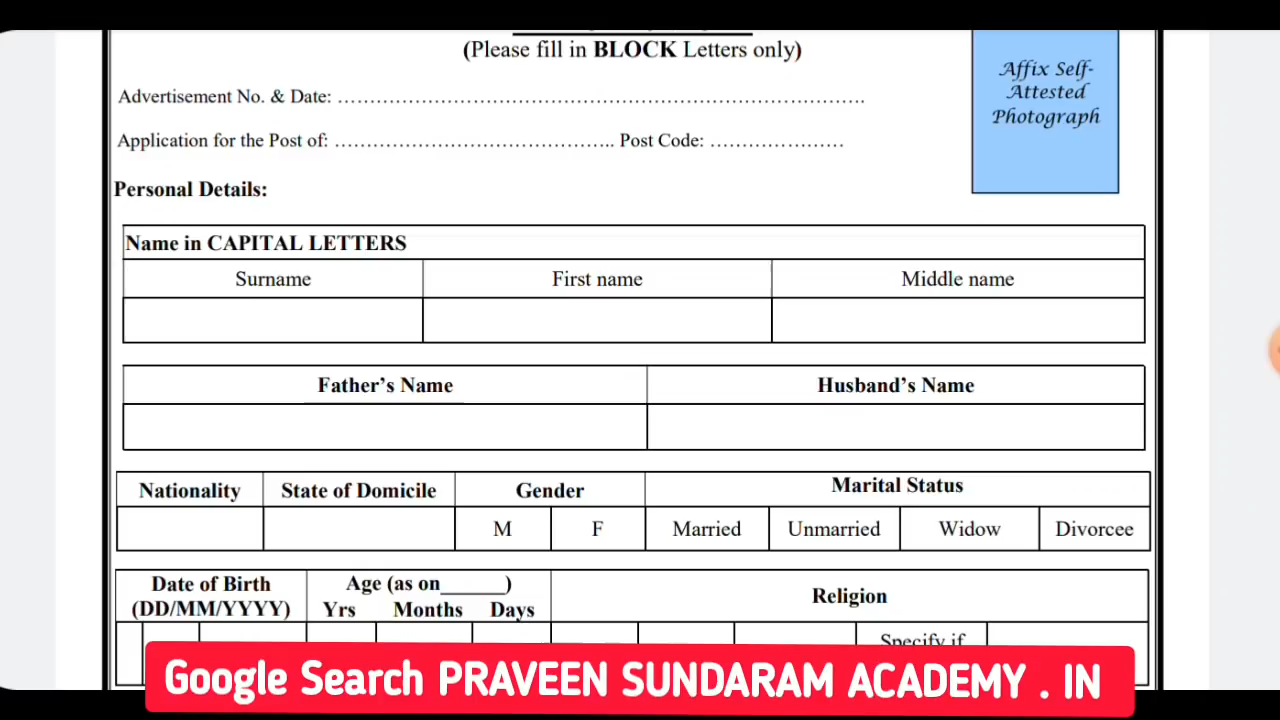 (Please fill in BLOCK Letters only)
Affix Self-
Attested
Photograph
Advertisement No. & Date: ……………………………………………………………………….
Application for the Post of: …………………………………….. Post Code: …………………
Personal Details:
Name in CAPITAL LETTERS
Surname First name Middle name
Father’s Name Husband’s Name
Nationality State of Domicile Gender Marital Status
M F Married Unmarried Widow Divorcee
Date of Birth Age (as on______) Religion
(DD/MM/YYYY) Yrs Months Days
Specify if
Google Search PRAVEEN SUNDARAM ACADEMY . IN